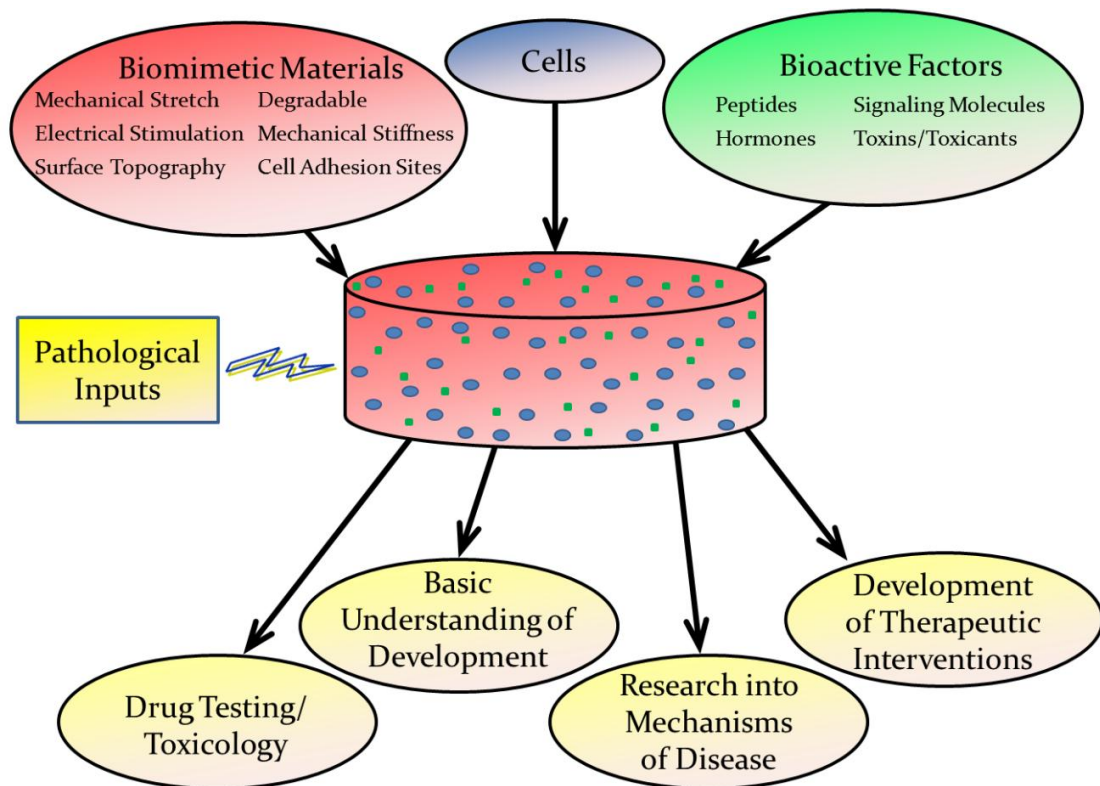 Biomimetic Materials
Mechanical Stretch Degradable
Electrical Stimulation Mechanical Stiffness
Surface Topography Cell Adhesion Sites
Cells
Bioactive Factors
Peptides Signaling Molecules
Hormones Toxins/Toxicants
Pathological
Inputs
Drug Testing/
Toxicology
Basic
Understanding of
Development
Research into
Mechanisms
of Disease
Development
of Therapeutic
Interventions